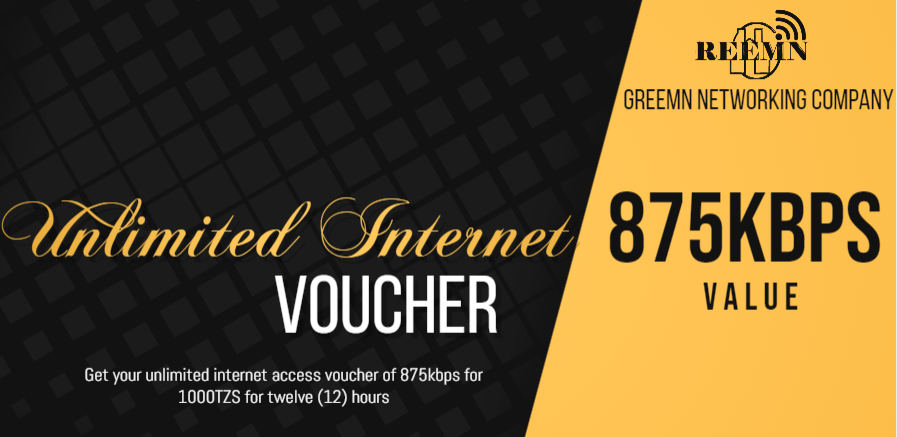 Unlimited Internet
VOUCHER
Get your unlimited internet access voucher of 875kbps for
1000TZS for twelve (12) hours
REEMN
GREEMN NETWORKING COMPANY
875KBPS
VALUE